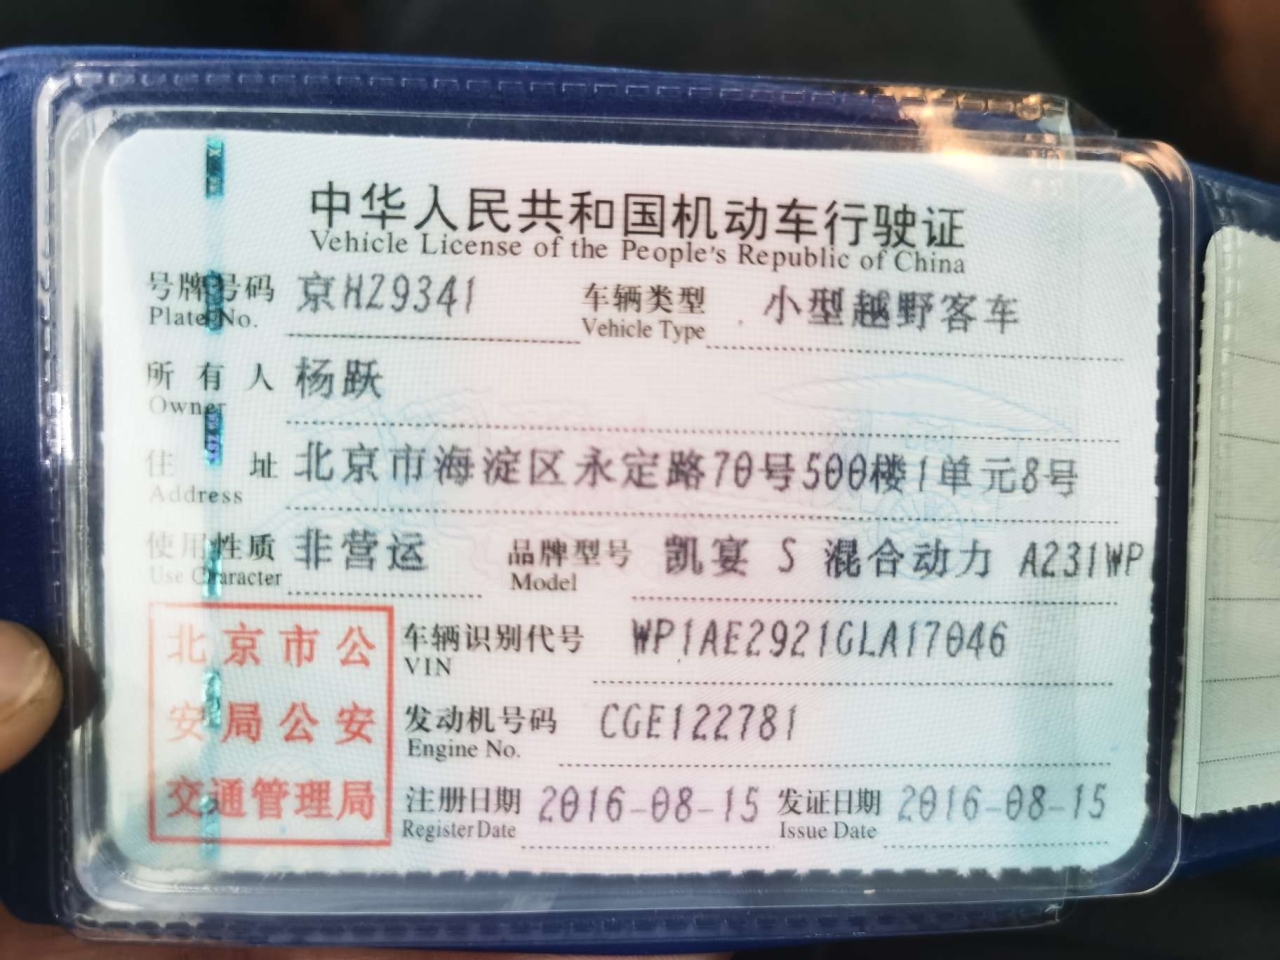 中华人民共和国机动车行驶证
Vehicle License of the People's Republic of China
号牌号码 京HZ9341 车辆类型 小型越野客车
Plate No. Vehicle Type
所有人 杨跃
Owner
住址 北京市海淀区永定路70号500楼1单元8号
Address
使用性质 非营运 品牌型号 凯宴 S 混合动力 A231WP
Use Character Model
北京市公
安局公安
交通管理局
车辆识别代号 WP1AE2921GLA17046
VIN
发动机号码 CGE122781
Engine No.
注册日期 2016-08-15 发证日期 2016-08-15
Register Date Issue Date